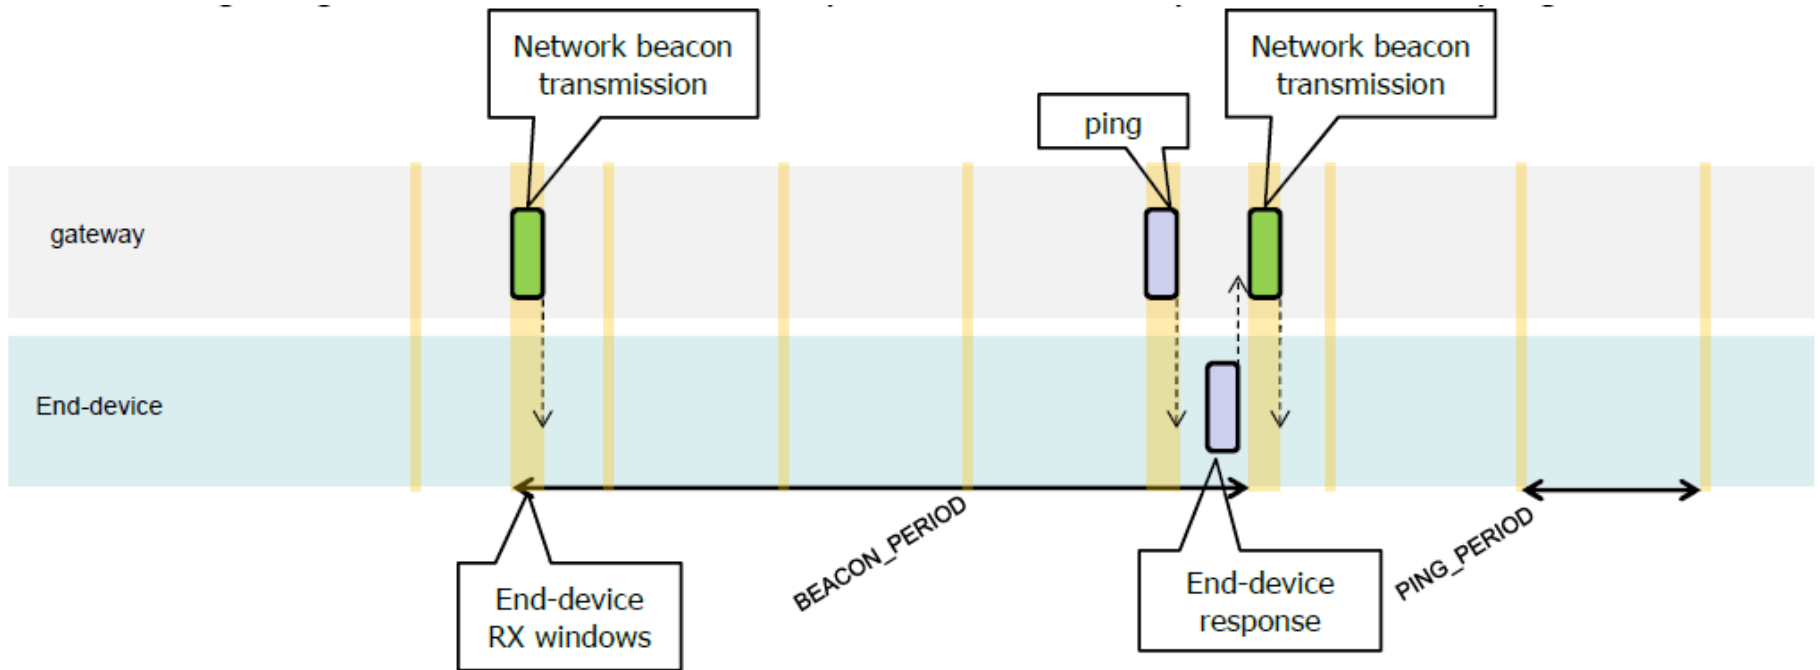 Network beacon
transmission
Network beacon
transmission
ping
gateway
End-device
BEACON_PERIOD
PING_PERIOD
End-device
RX windows
End-device
response